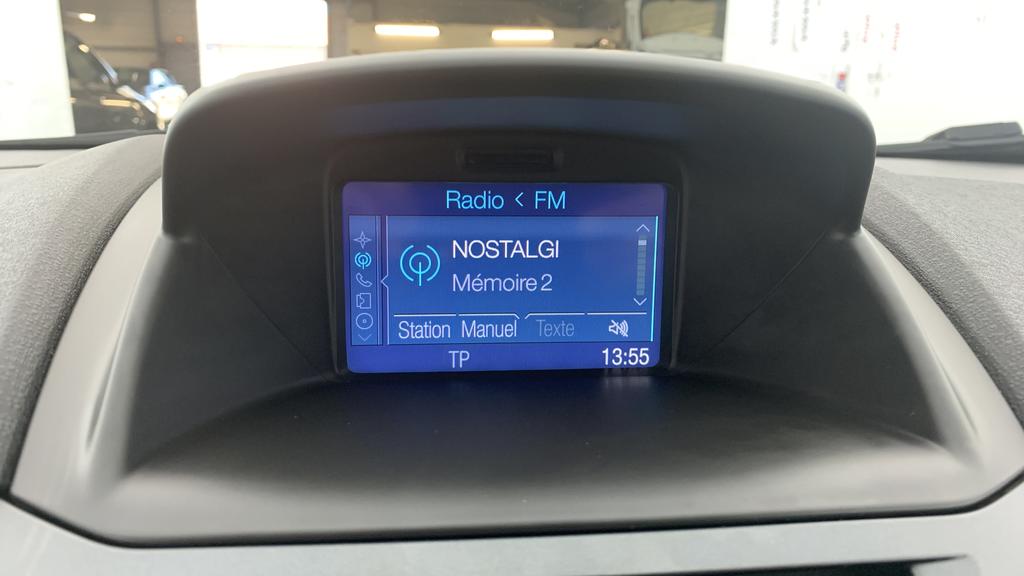 Radio < FM
NOSTALGI
Mémoire 2
Station Manuel Texte
TP 13:55